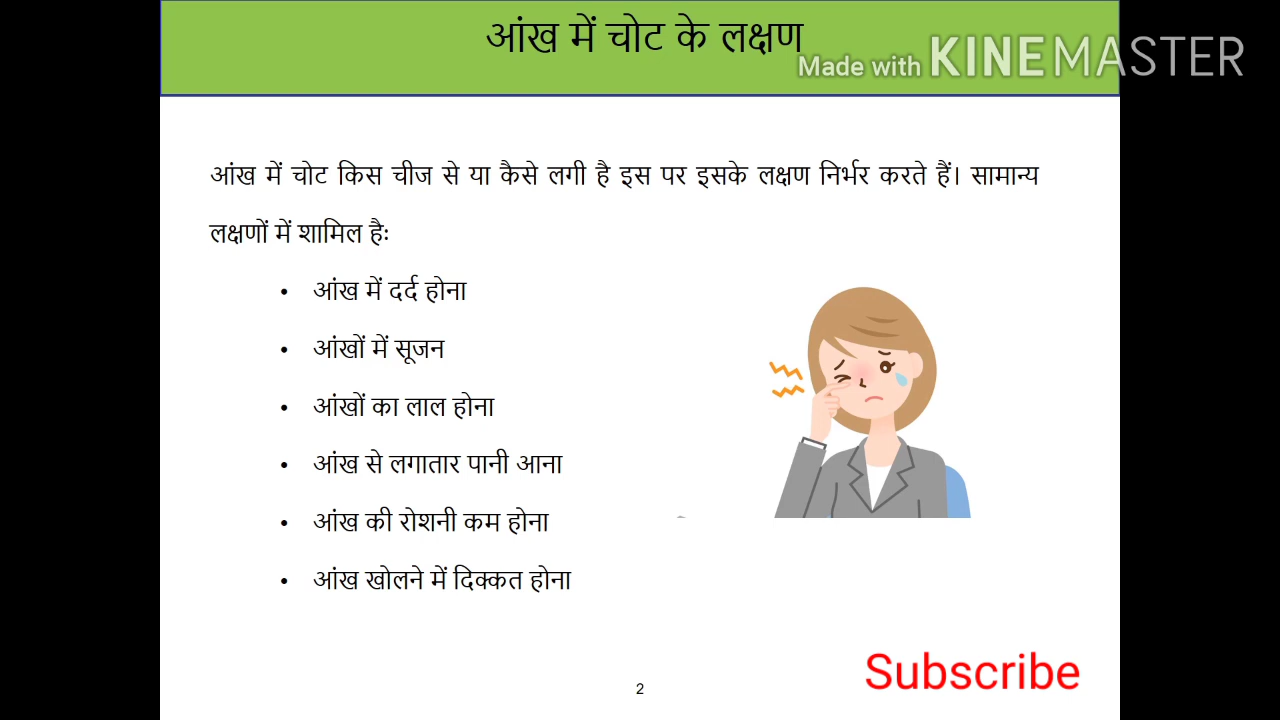 आंख में चोट के लक्षण
Made with KINEMASTER
आंख में चोट किस चीज से या कैसे लगी है इस पर इसके लक्षण निर्भर करते हैं। सामान्य
लक्षणों में शामिल हैः
• आंख में दर्द होना
• आंखों में सूजन
• आंखों का लाल होना
• आंख से लगातार पानी आना
• आंख की रोशनी कम होना
• आंख खोलने में दिक्कत होना
Subscribe
2